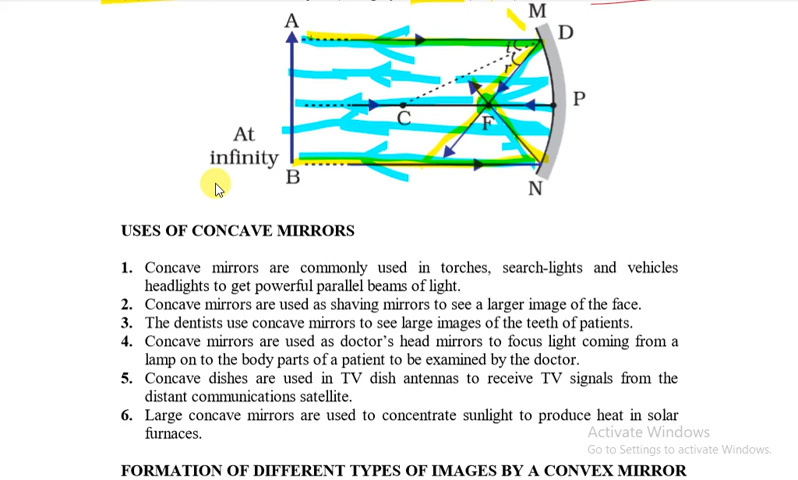 M
A
D
i
r
P
C
F
At
infinity
B
N
USES OF CONCAVE MIRRORS
1. Concave mirrors are commonly used in torches, search-lights and vehicles
headlights to get powerful parallel beams of light.
2. Concave mirrors are used as shaving mirrors to see a larger image of the face.
3. The dentists use concave mirrors to see large images of the teeth of patients.
4. Concave mirrors are used as doctor's head mirrors to focus light coming from a
lamp on to the body parts of a patient to be examined by the doctor.
5. Concave dishes are used in TV dish antennas to receive TV signals from the
distant communications satellite.
6. Large concave mirrors are used to concentrate sunlight to produce heat in solar
furnaces.
Activate Windows
Go to Settings to activate Windows.
FORMATION OF DIFFERENT TYPES OF IMAGES BY A CONVEX MIRROR